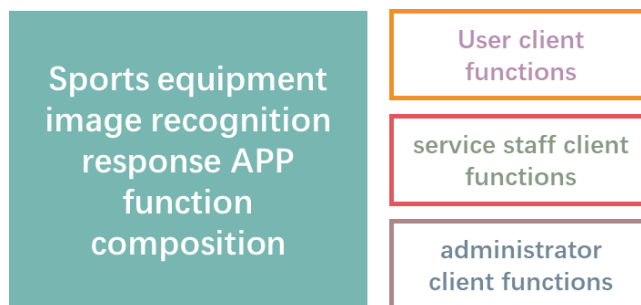 Sports equipment
image recognition
response APP
function
composition
User client
functions
service staff client
functions
administrator
client functions